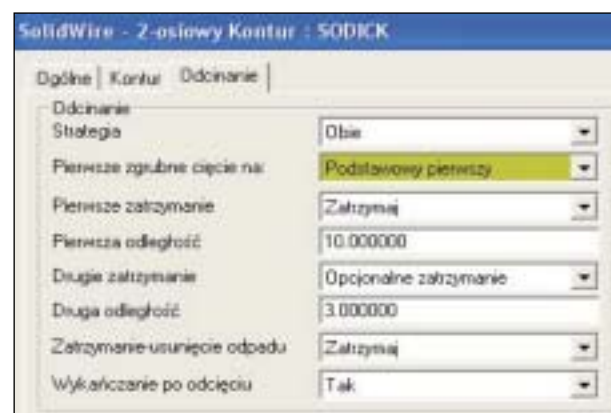 SolidWire - 2-osiowy Kontur : SODICK
Ogólne Kontur Odcinanie
Odcinanie
Strategia Obie
Pierwsze zgrubne cięcie na: Podstawowy pierwszy
Pierwsze zatrzymanie Zatrzymaj
Pierwsza odległość 10.000000
Drugie zatrzymanie Opcjonalne zatrzymanie
Druga odległość 3.000000
Zatrzymanie-usunięcie odpadu Zatrzymaj
Wykańczanie po odcięciu Tak